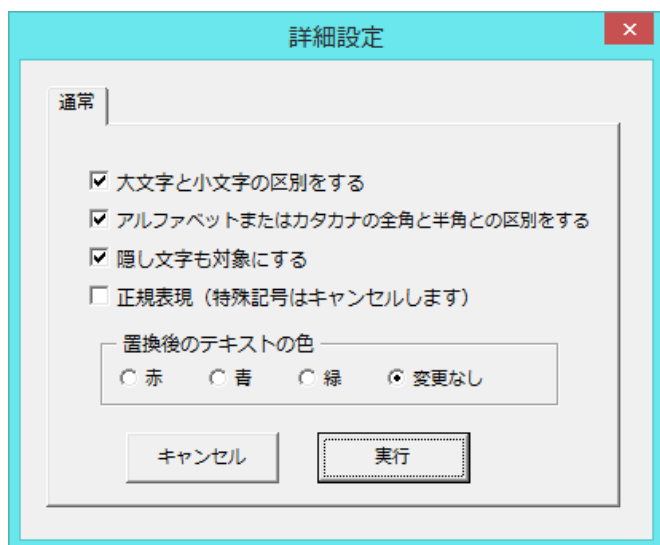 詳細設定
通常
大文字と小文字の区別をする
アルファベットまたはカタカナの全角と半角との区別をする
隠し文字も対象にする
正規表現（特殊記号はキャンセルします）
置換後のテキストの色
赤 青 緑 変更なし
キャンセル 実行